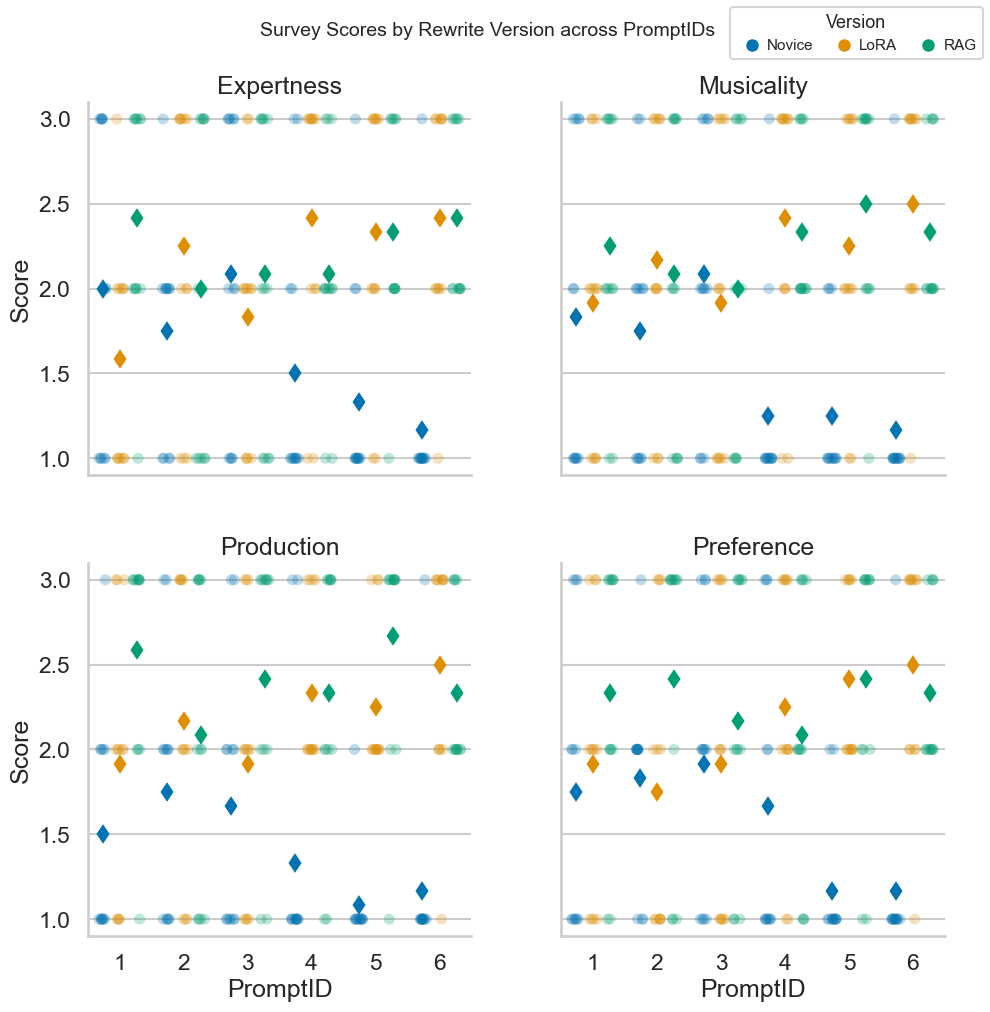 Survey Scores by Rewrite Version across PromptIDs
Version
Novice LoRA RAG
Expertness Musicality
3.0
2.5
2.0
1.5
1.0
Score
Production Preference
3.0
2.5
2.0
1.5
1.0
Score
1 2 3 4 5 6 1 2 3 4 5 6
PromptID PromptID